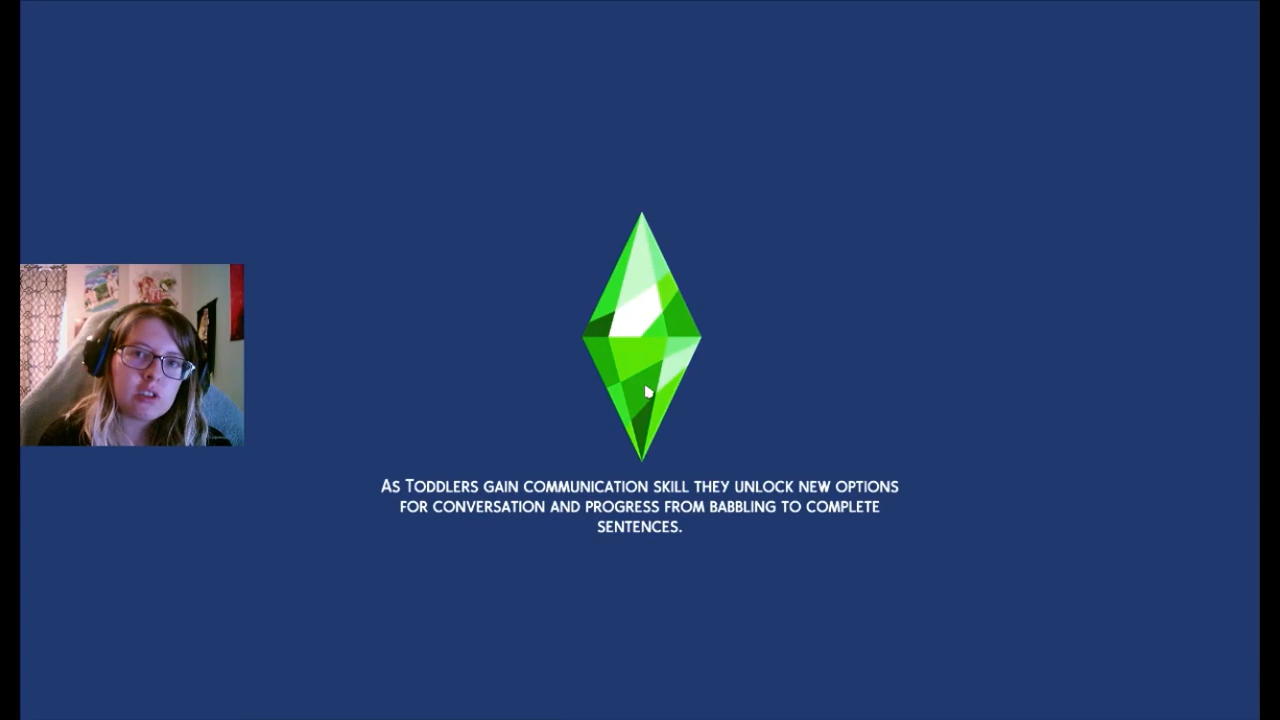 As Toddlers gain communication skill they unlock new options
for conversation and progress from babbling to complete
sentences.